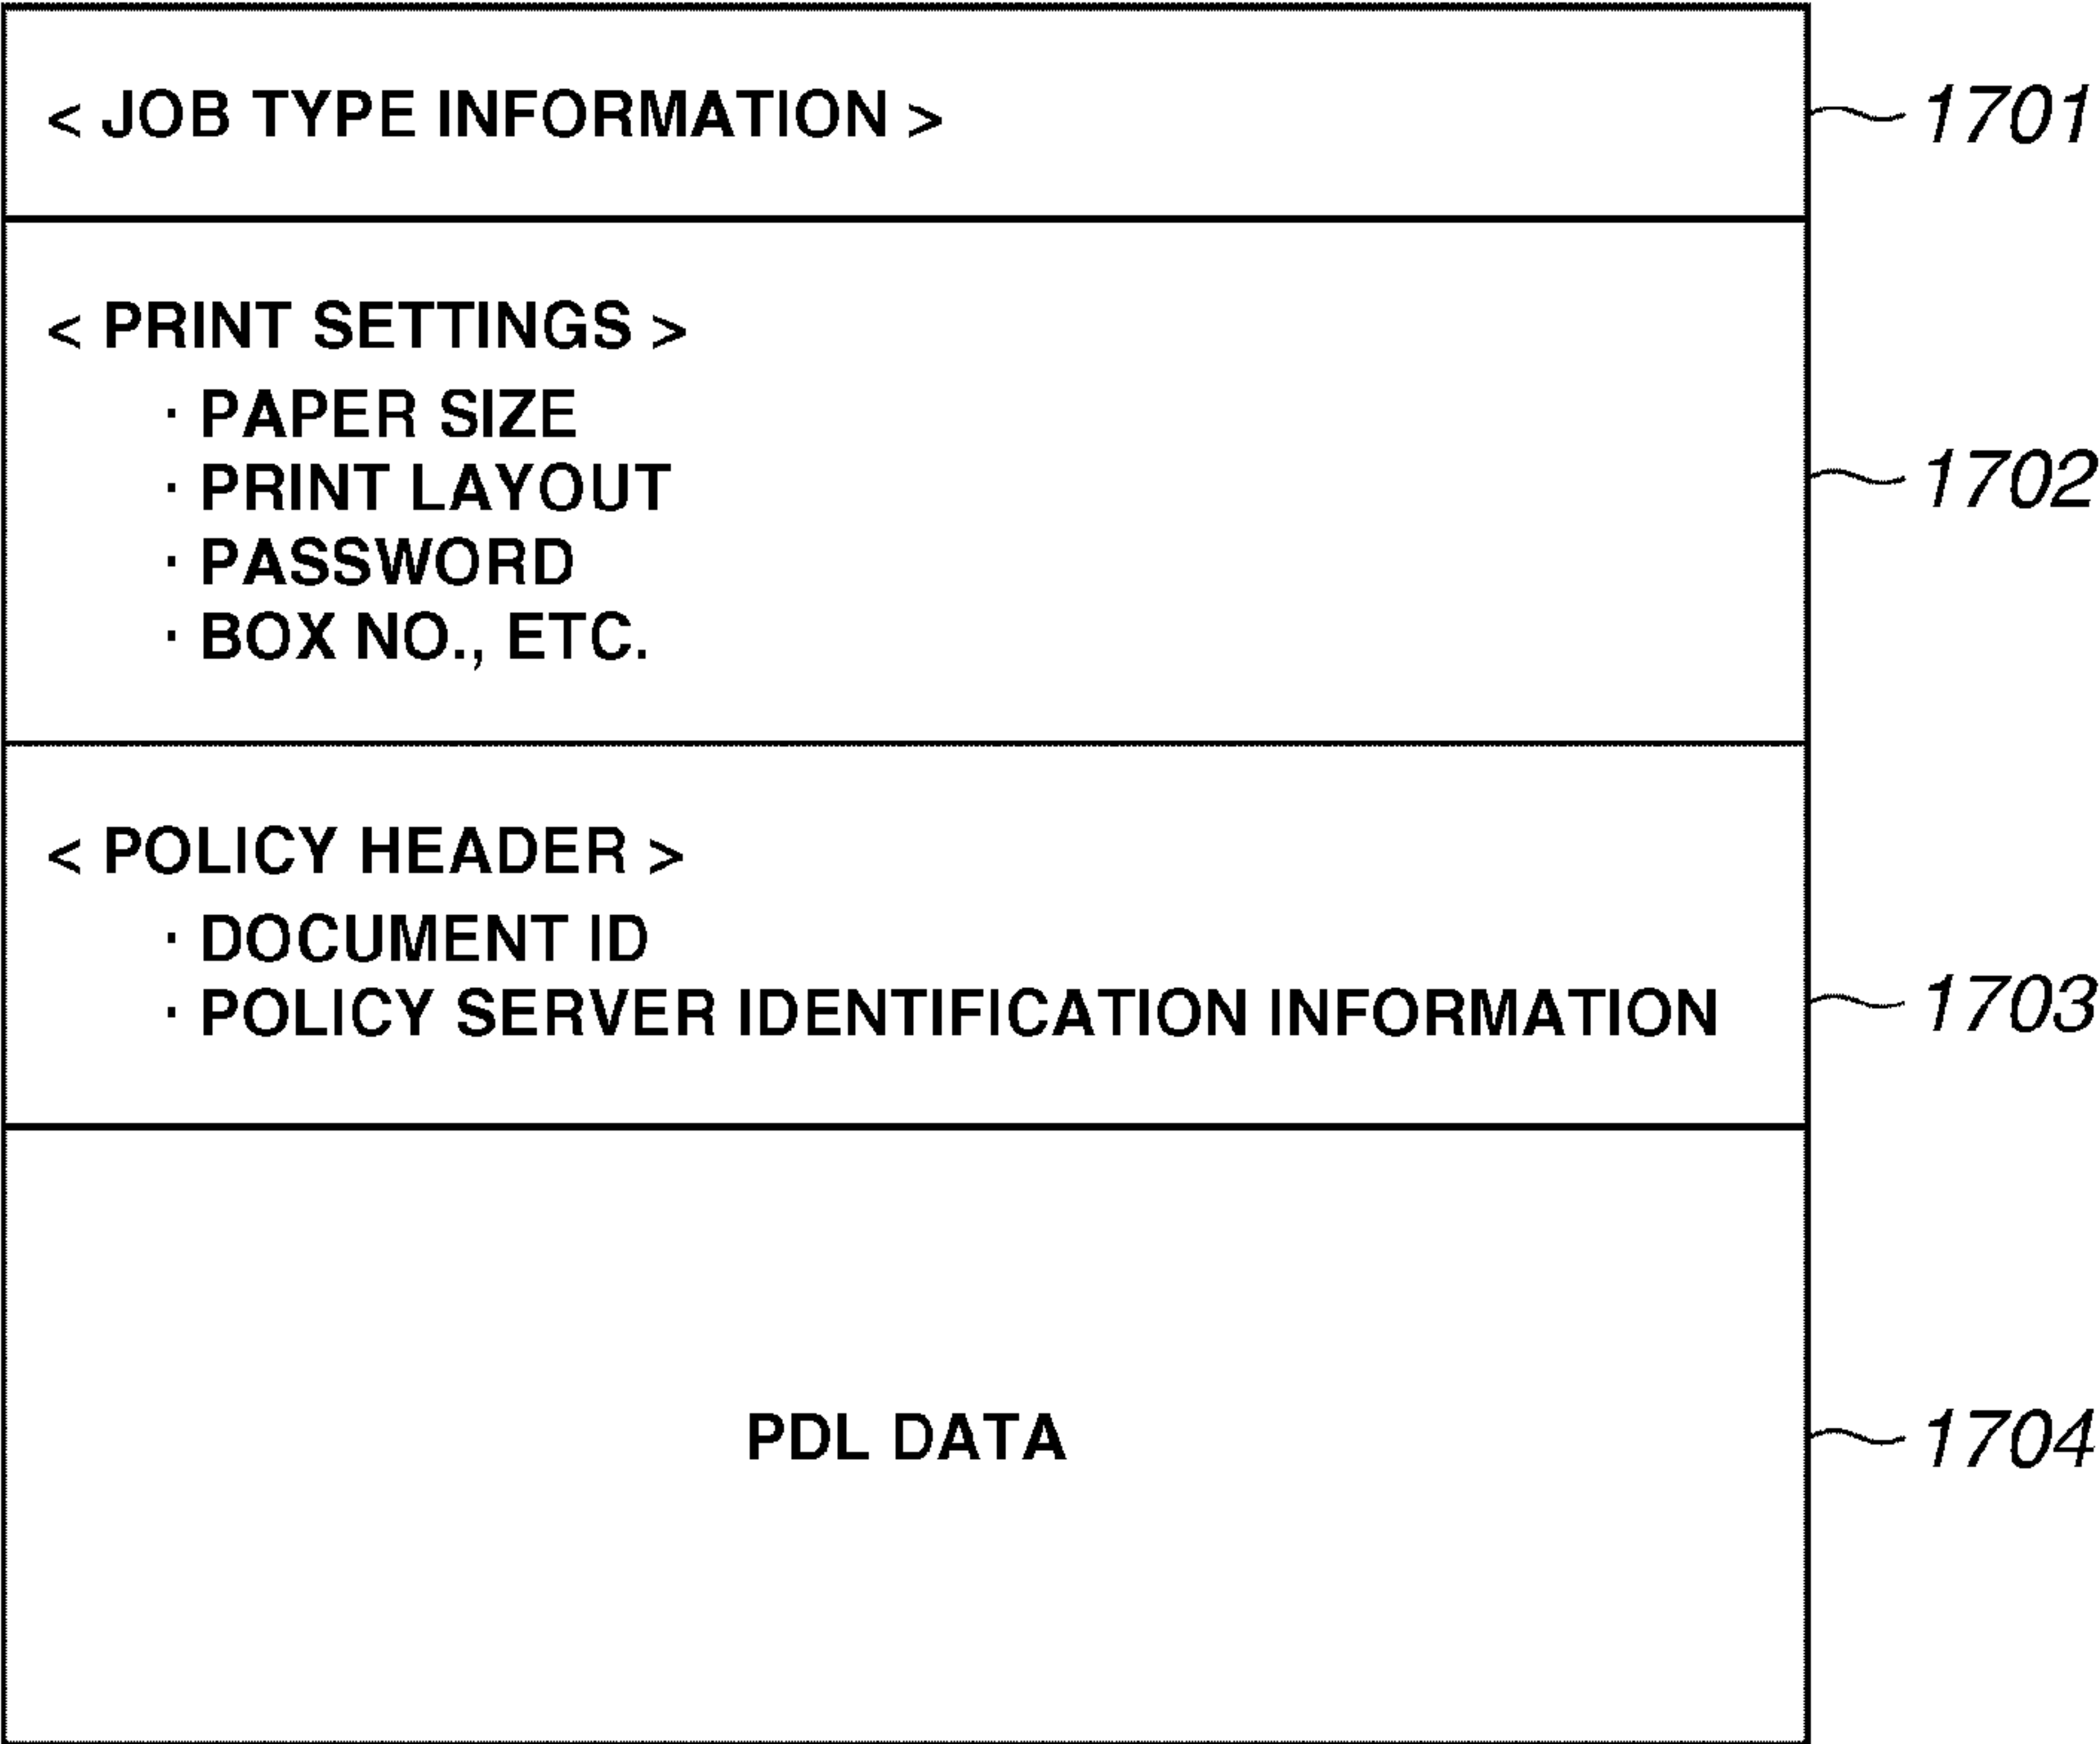 < JOB TYPE INFORMATION >
1701
< PRINT SETTINGS >
· PAPER SIZE
· PRINT LAYOUT
1702
· PASSWORD
· BOX NO., ETC.
< POLICY HEADER >
· DOCUMENT ID
· POLICY SERVER IDENTIFICATION INFORMATION
1703
PDL DATA
1704